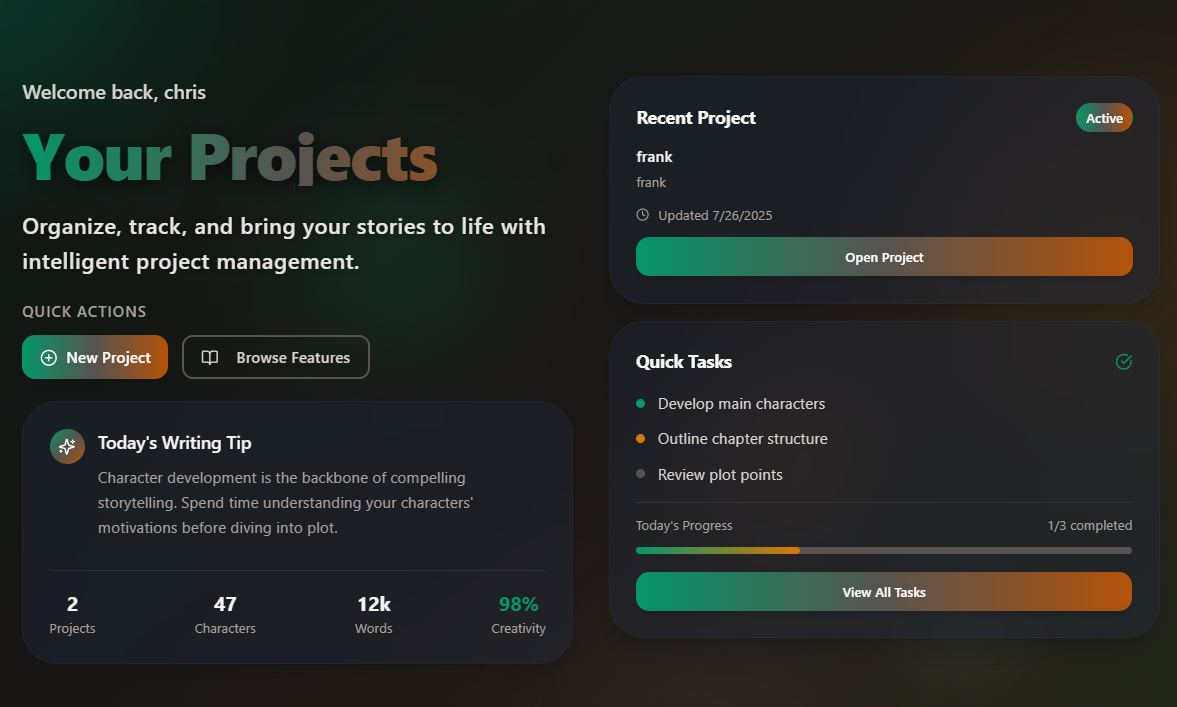 Welcome back, chris
Your Projects
Organize, track, and bring your stories to life with
intelligent project management.
QUICK ACTIONS
New Project
Browse Features
Today's Writing Tip
Character development is the backbone of compelling
storytelling. Spend time understanding your characters'
motivations before diving into plot.
2
Projects
47
Characters
12k
Words
98%
Creativity
Recent Project
Active
frank
frank
Updated 7/26/2025
Open Project
Quick Tasks
Develop main characters
Outline chapter structure
Review plot points
Today's Progress
1/3 completed
View All Tasks